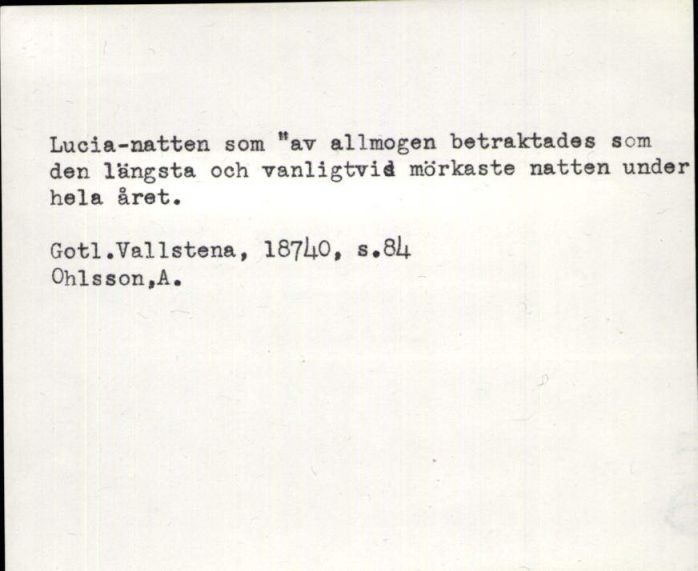 Lucia-natten som "av allmogen betraktades som
den längsta och vanligtvis mörkaste natten under
hela året.
Gotl.Vallstena, 18740, s.84
Ohlsson,A.